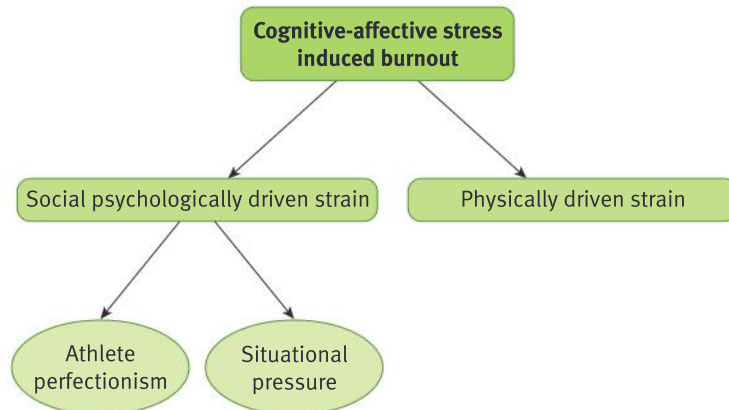 Cognitive-affective stress
induced burnout
Social psychologically driven strain
Physically driven strain
Athlete
perfectionism
Situational
pressure